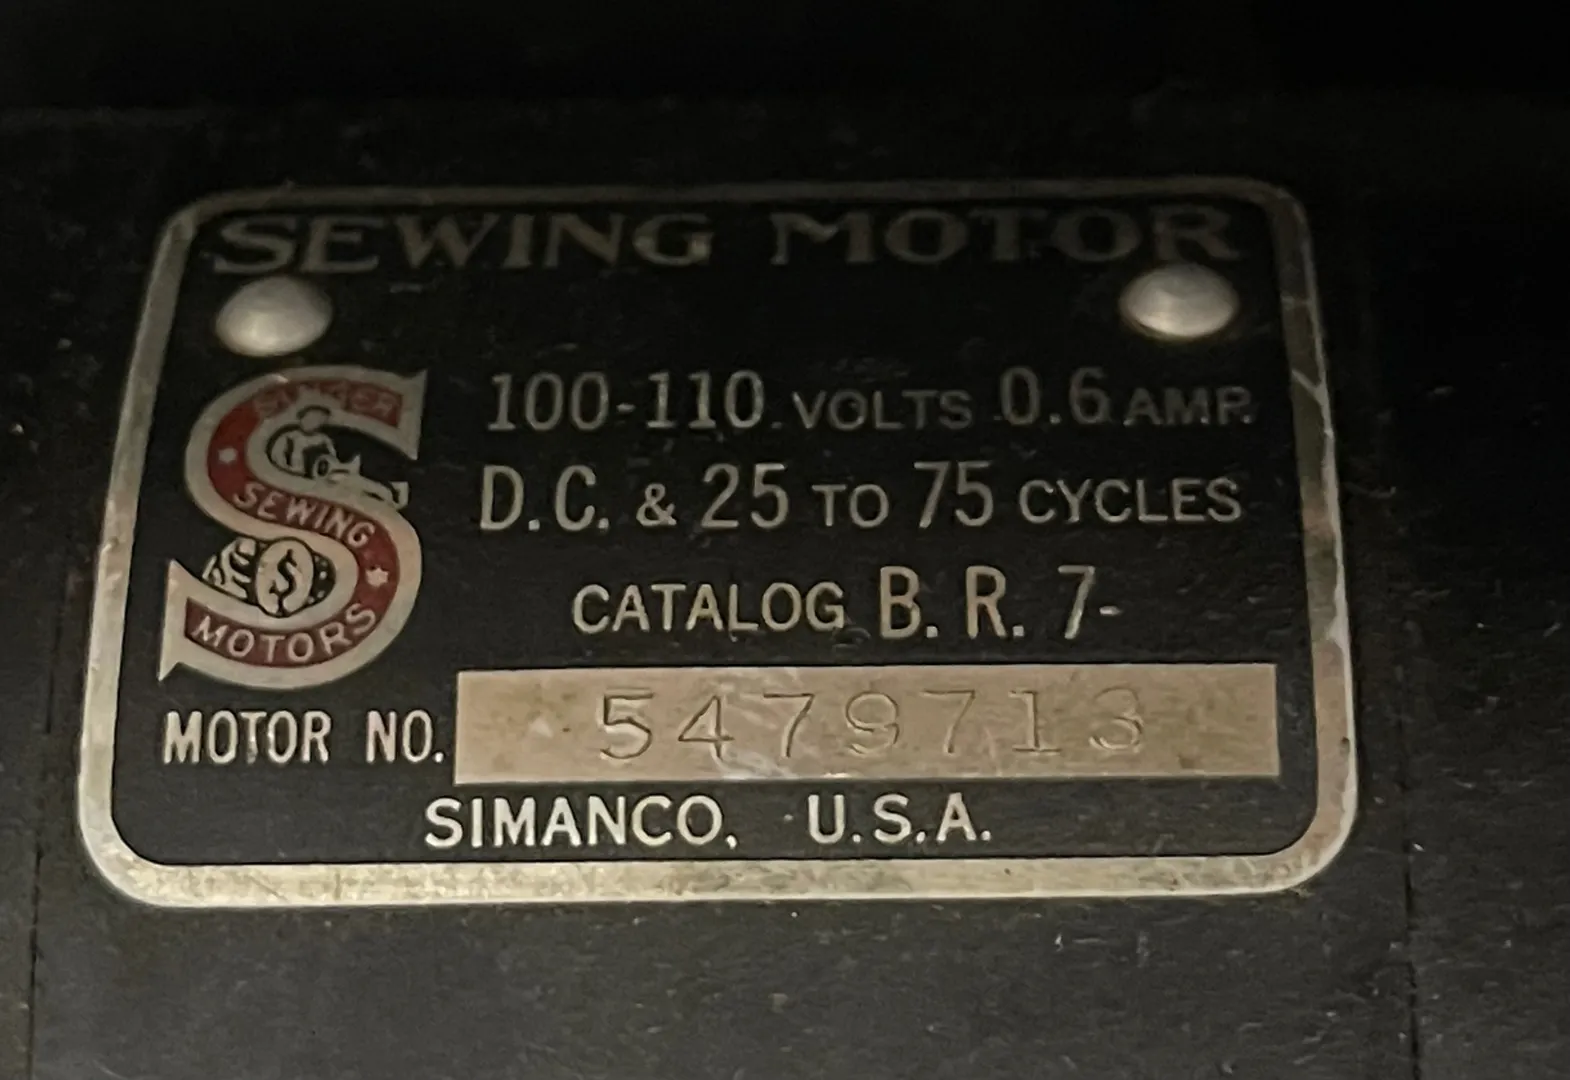 SEWING MOTOR
100-110 VOLTS 0.6 AMP.
D.C. & 25 TO 75 CYCLES
CATALOG B. R. 7-
SINGER
SEWING
S
MOTORS
MOTOR NO. 5479713
SIMANCO, U.S.A.